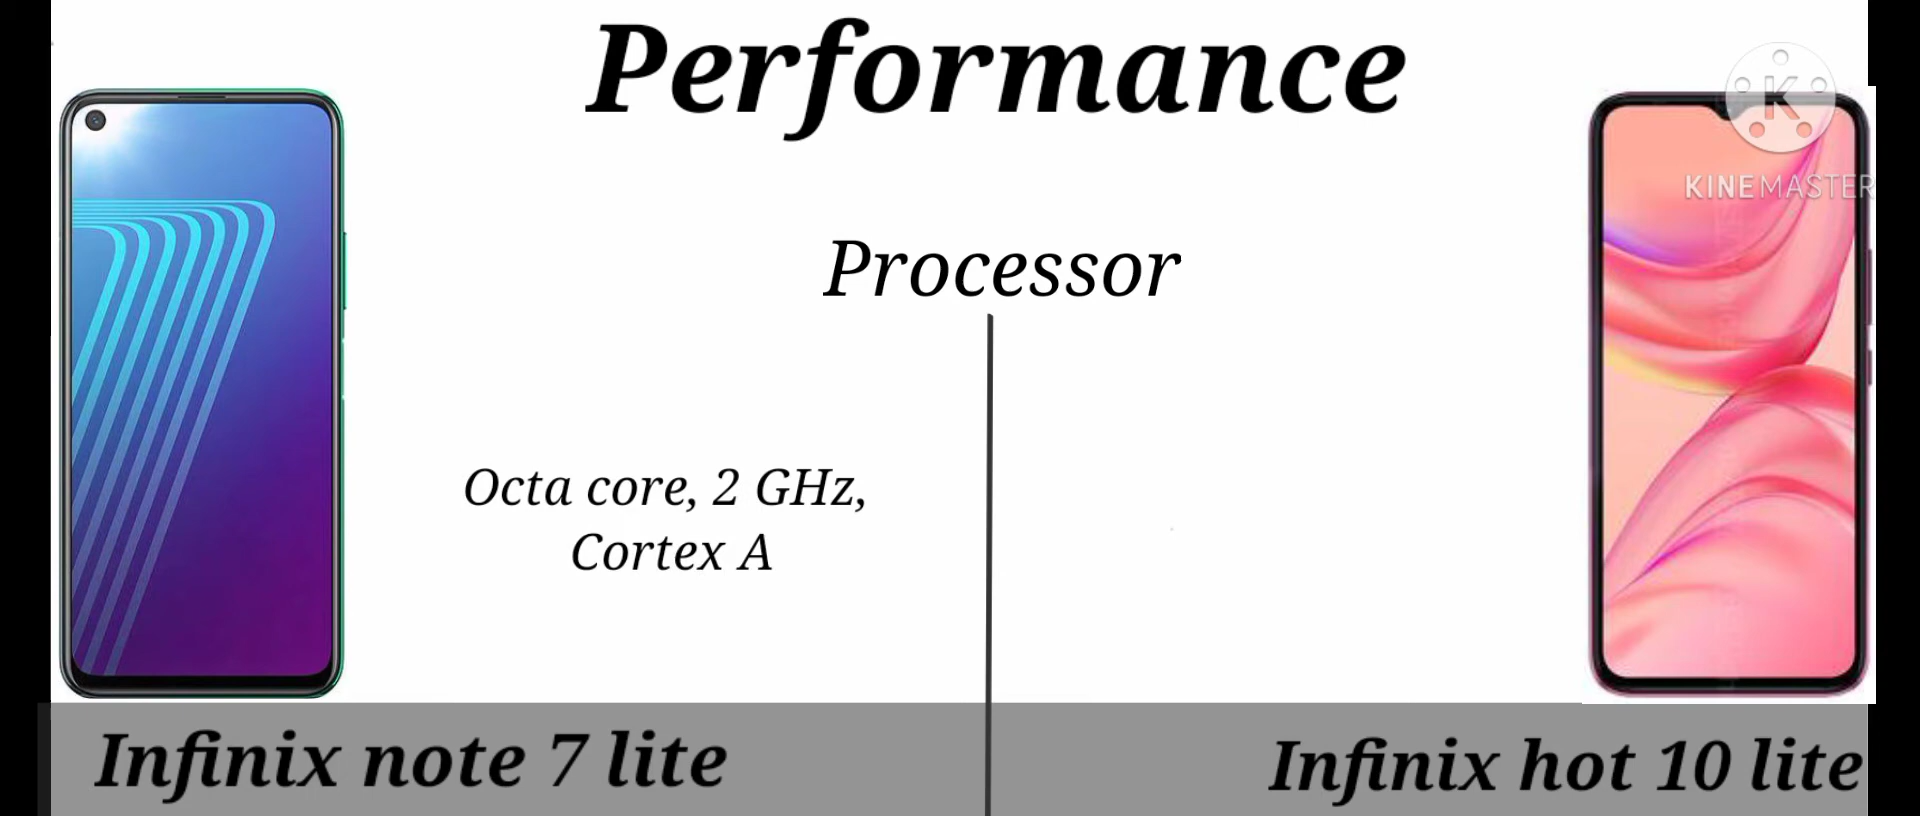 Performance
K
KINEMASTER
Processor
Octa core, 2 GHz,
Cortex A
Infinix note 7 lite
Infinix hot 10 lite